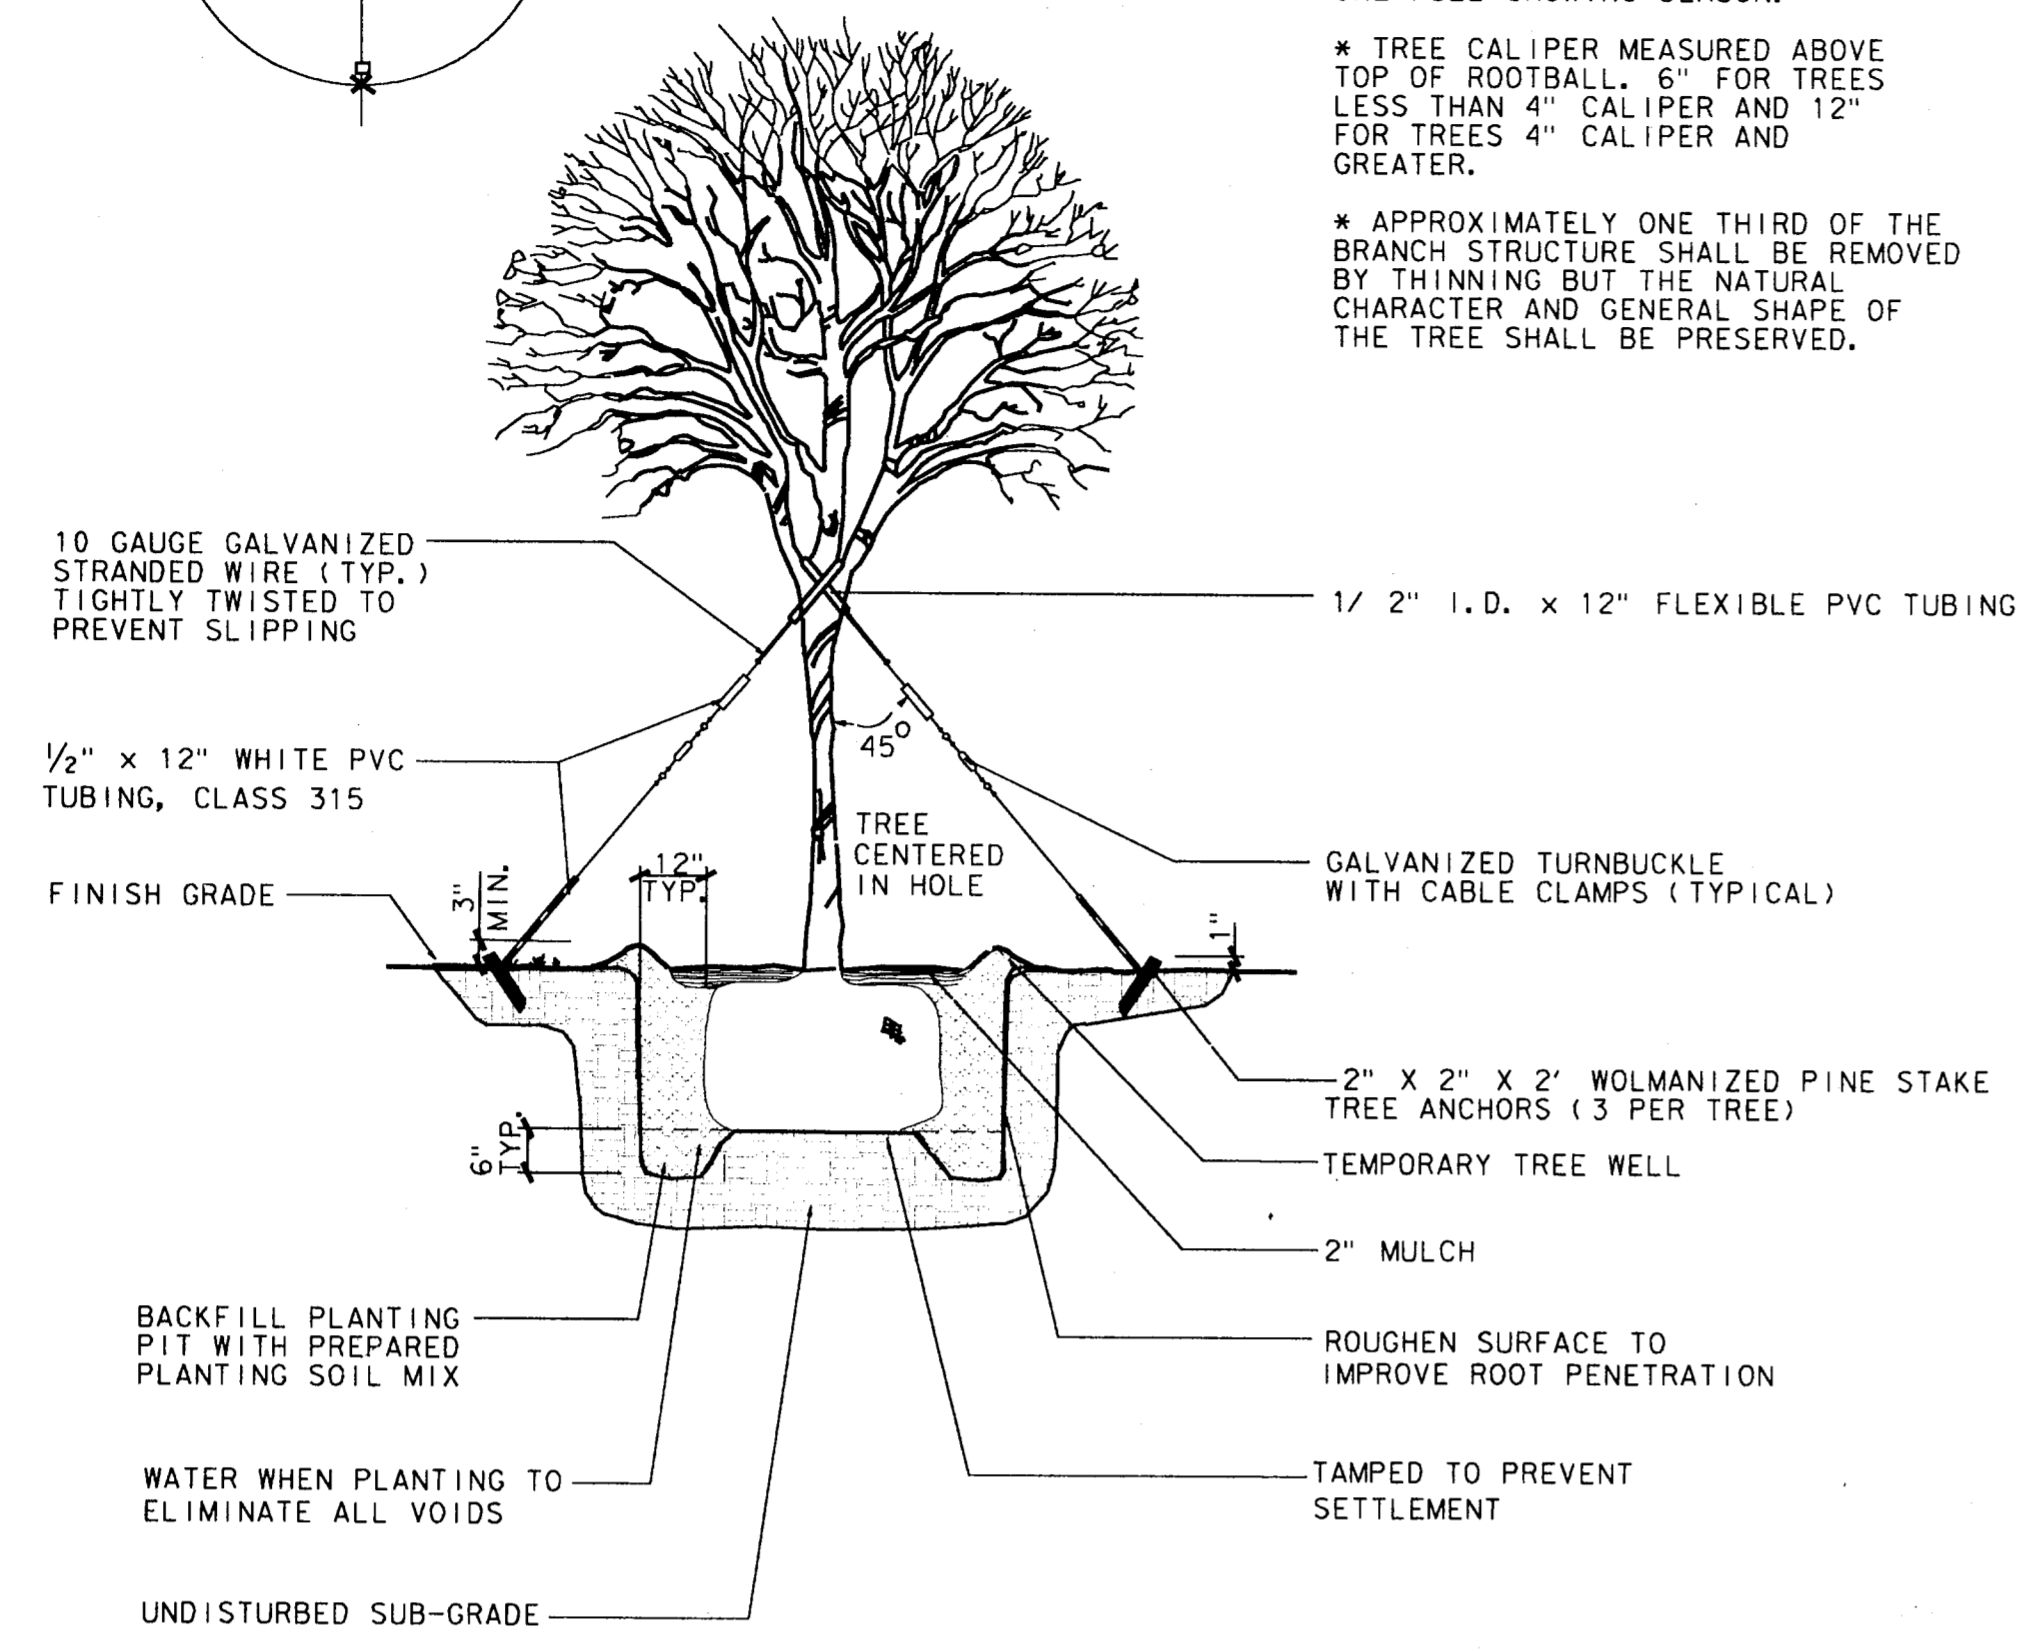 * TREE CALIPER MEASURED ABOVE
TOP OF ROOTBALL. 6" FOR TREES
LESS THAN 4" CALIPER AND 12"
FOR TREES 4" CALIPER AND
GREATER.
* APPROXIMATELY ONE THIRD OF THE
BRANCH STRUCTURE SHALL BE REMOVED
BY THINNING BUT THE NATURAL
CHARACTER AND GENERAL SHAPE OF
THE TREE SHALL BE PRESERVED.
10 GAUGE GALVANIZED
STRANDED WIRE (TYP.)
TIGHTLY TWISTED TO
PREVENT SLIPPING
1/ 2" I.D. x 12" FLEXIBLE PVC TUBING
45°
½" x 12" WHITE PVC
TUBING, CLASS 315
TREE
CENTERED
IN HOLE
GALVANIZED TURNBUCKLE
WITH CABLE CLAMPS (TYPICAL)
FINISH GRADE
3"
MIN.
12"
TYP.
1"
2" X 2" X 2' WOLMANIZED PINE STAKE
TREE ANCHORS (3 PER TREE)
6"
TYP.
TEMPORARY TREE WELL
2" MULCH
BACKFILL PLANTING
PIT WITH PREPARED
PLANTING SOIL MIX
ROUGHEN SURFACE TO
IMPROVE ROOT PENETRATION
WATER WHEN PLANTING TO
ELIMINATE ALL VOIDS
TAMPED TO PREVENT
SETTLEMENT
UNDISTURBED SUB-GRADE